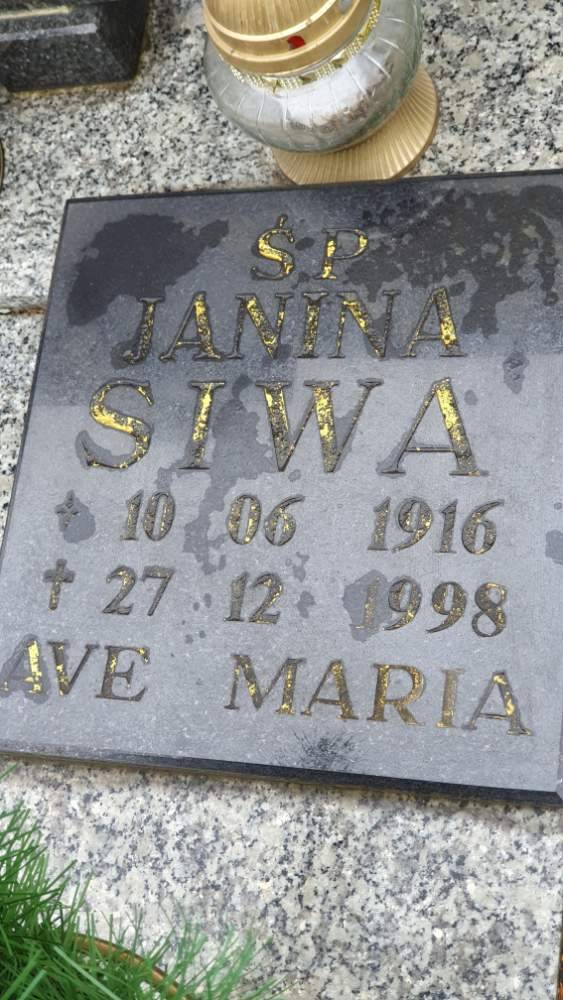 ŚP
JANINA
SIWA
* 10 06 1916
† 27 12 1998
AVE MARIA